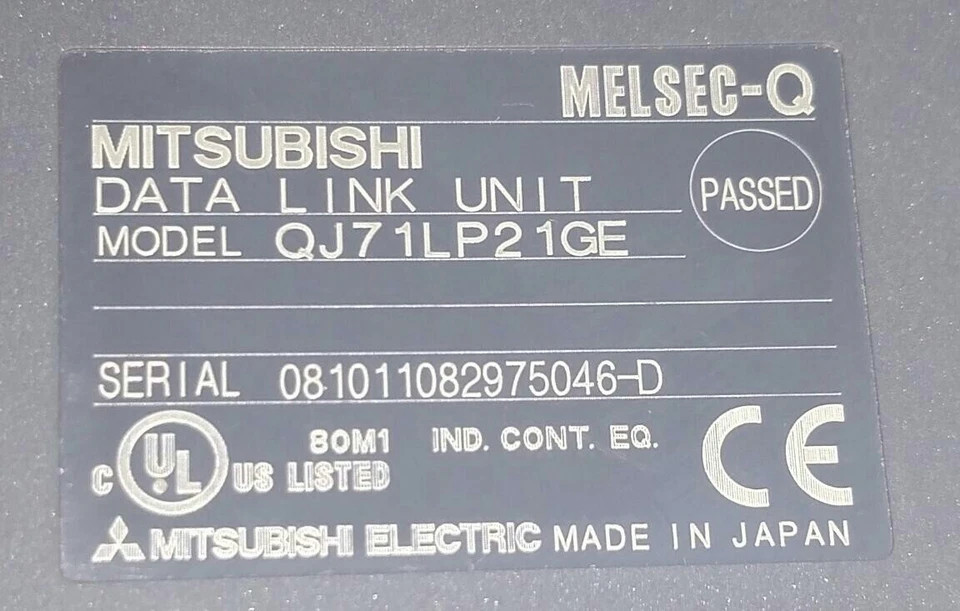 MELSEC-Q
MITSUBISHI
DATA LINK UNIT
PASSED
MODEL QJ71LP21GE
SERIAL 081011082975046-D
C UL US LISTED
80M1 IND. CONT. EQ.
CE
MITSUBISHI ELECTRIC MADE IN JAPAN